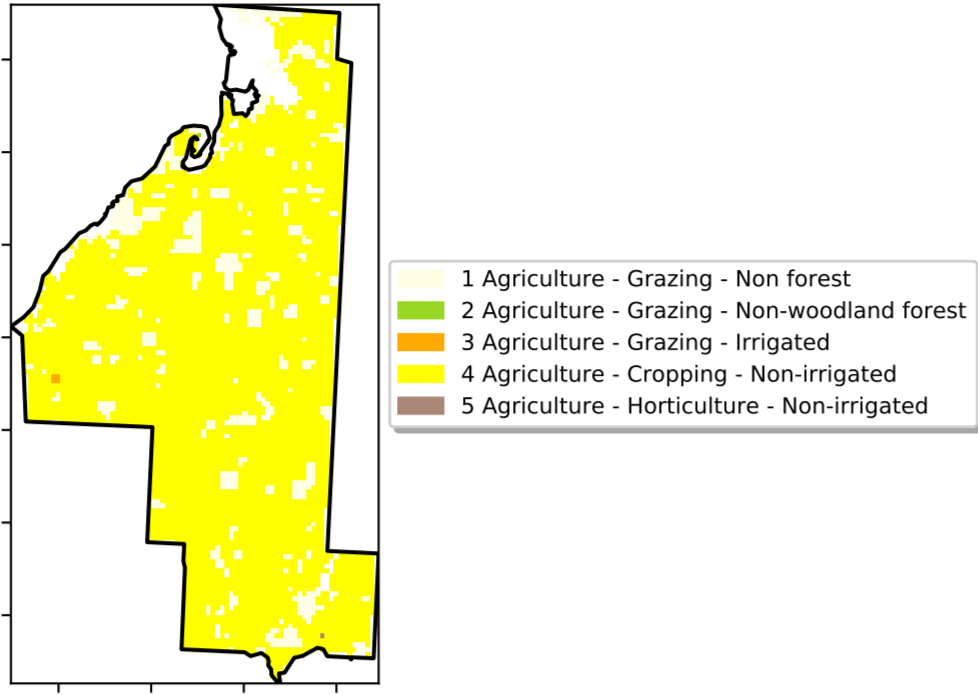 1 Agriculture - Grazing - Non forest
2 Agriculture - Grazing - Non-woodland forest
3 Agriculture - Grazing - Irrigated
4 Agriculture - Cropping - Non-irrigated
5 Agriculture - Horticulture - Non-irrigated